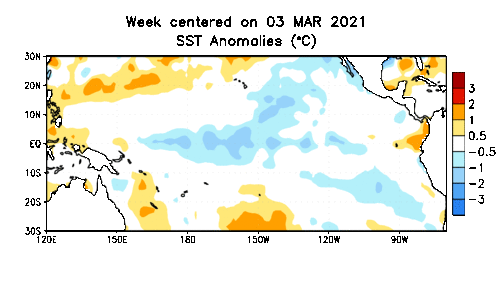 Week centered on 03 MAR 2021
SST Anomalies (°C)
30N
20N
10N
EQ
10S
20S
30S
120E 150E 180 150W 120W 90W
3
2
1
0.5
-0.5
-1
-2
-3